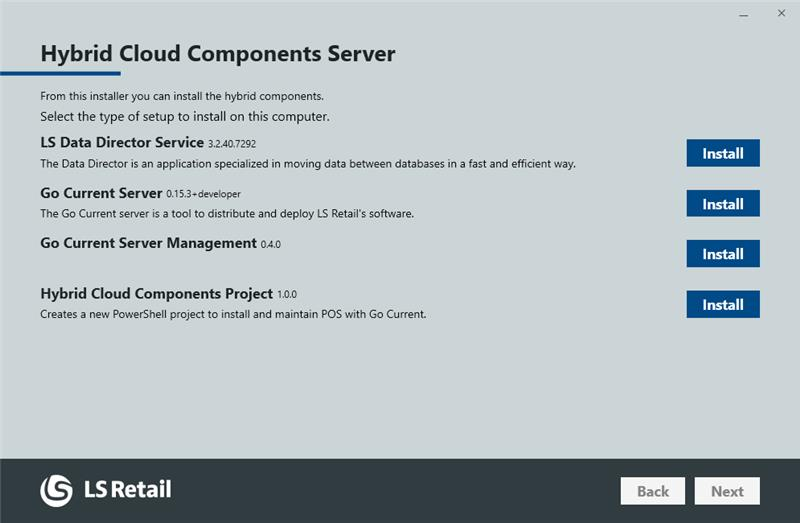 Hybrid Cloud Components Server
From this installer you can install the hybrid components.
Select the type of setup to install on this computer.
LS Data Director Service 3.2.40.7292
The Data Director is an application specialized in moving data between databases in a fast and efficient way.
Install
Go Current Server 0.15.3+developer
The Go Current server is a tool to distribute and deploy LS Retail's software.
Install
Go Current Server Management 0.4.0
Install
Hybrid Cloud Components Project 1.0.0
Creates a new PowerShell project to install and maintain POS with Go Current.
Install
LS Retail
Back
Next